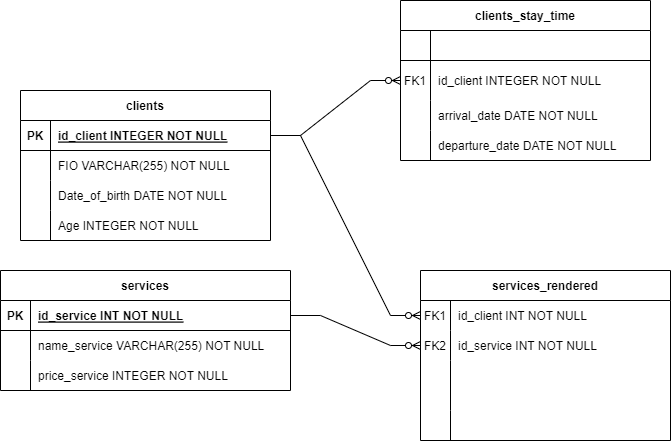 clients_stay_time
FK1 id_client INTEGER NOT NULL
arrival_date DATE NOT NULL
departure_date DATE NOT NULL
clients
PK id_client INTEGER NOT NULL
FIO VARCHAR(255) NOT NULL
Date_of_birth DATE NOT NULL
Age INTEGER NOT NULL
services
PK id_service INT NOT NULL
name_service VARCHAR(255) NOT NULL
price_service INTEGER NOT NULL
services_rendered
FK1 id_client INT NOT NULL
FK2 id_service INT NOT NULL